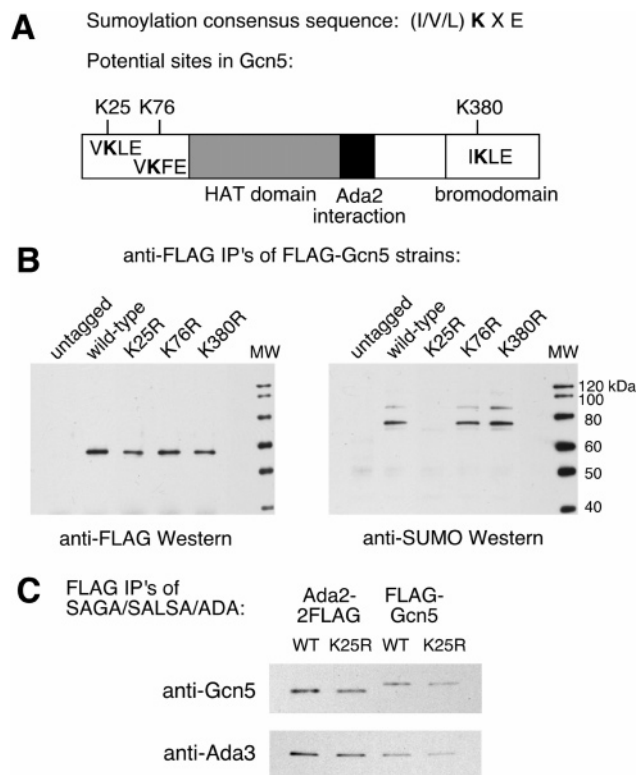 A
Sumoylation consensus sequence: (I/V/L) K X E
Potential sites in Gcn5:
K25 K76 K380
VKLE
VKFE
IKLE
HAT domain
Ada2
interaction
bromodomain
B
anti-FLAG IP's of FLAG-Gcn5 strains:
untagged
wild-type
K25R
K76R
K380R
MW
untagged
wild-type
K25R
K76R
K380R
MW
120 kDa
100
80
60
50
40
anti-FLAG Western
anti-SUMO Western
C
FLAG IP's of
SAGA/SALSA/ADA:
Ada2-
2FLAG
FLAG-
Gcn5
WT K25R WT K25R
anti-Gcn5
anti-Ada3